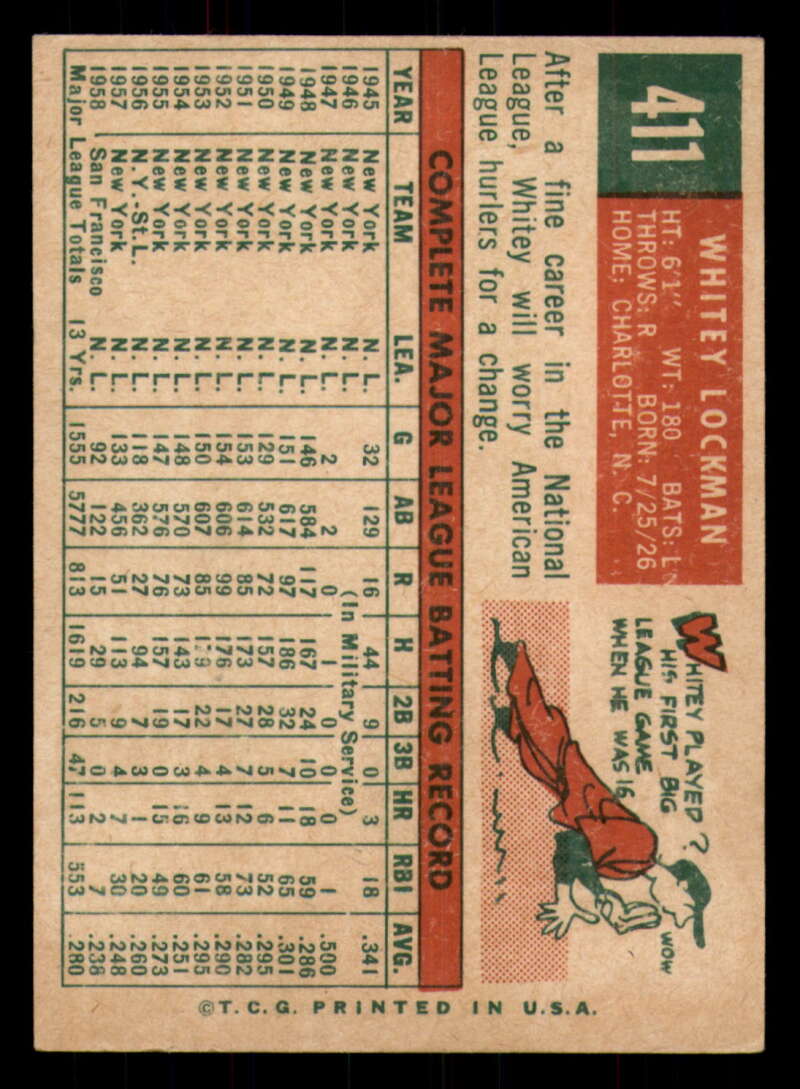 411
WHITEY LOCKMAN
HT: 6'1" WT: 180 BATS: L
THROWS: R BORN: 7/25/26
HOME: CHARLOTTE, N. C.
WHITEY PLAYED
HIS FIRST BIG
LEAGUE GAME
WHEN HE WAS 16.
?
WOW
After a fine career in the National
League, Whitey will worry American
League hurlers for a change.
COMPLETE MAJOR LEAGUE BATTING RECORD
YEAR TEAM LEA. G AB R H 2B 3B HR RBI AVG.
1945 New York N. L. 32 129 16 44 9 0 3 18 .341
1946 New York N. L. (In Military Service)
1947 New York N. L. 2 2 0 1 0 0 0 1 .500
1948 New York N. L. 146 584 117 167 24 10 18 59 .286
1949 New York N. L. 151 617 97 186 32 7 11 65 .301
1950 New York N. L. 129 532 72 157 28 5 6 52 .295
1951 New York N. L. 153 614 85 173 27 7 12 73 .282
1952 New York N. L. 154 606 99 176 17 4 13 58 .290
1953 New York N. L. 150 607 85 179 22 4 9 61 .295
1954 New York N. L. 148 570 73 143 17 3 16 60 .251
1955 New York N. L. 147 576 76 157 19 0 15 49 .273
1956 N.Y.-St.L. N. L. 118 362 27 94 7 3 1 20 .260
1957 New York N. L. 133 456 51 113 9 4 7 30 .248
1958 San Francisco N. L. 92 122 15 29 5 0 2 7 .238
Major League Totals 13 Yrs. 1555 5777 813 1619 216 47 113 553 .280
©T.C.G. PRINTED IN U.S.A.